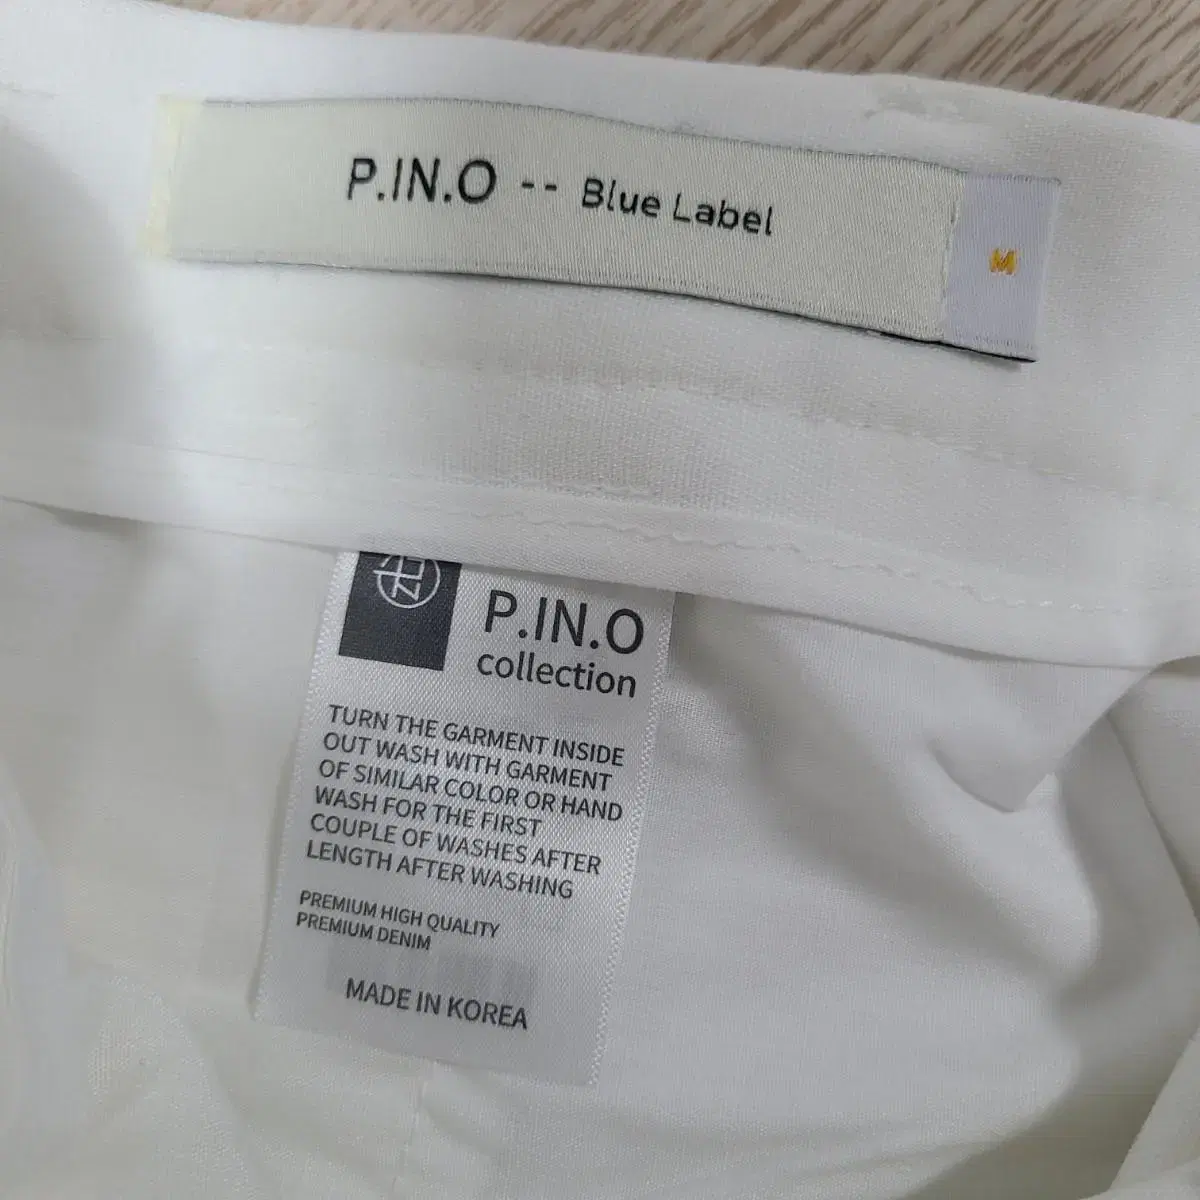 P.IN.O -- Blue Label
M
P.IN.O
collection
TURN THE GARMENT INSIDE
OUT WASH WITH GARMENT
OF SIMILAR COLOR OR HAND
WASH FOR THE FIRST
COUPLE OF WASHES AFTER
LENGTH AFTER WASHING
PREMIUM HIGH QUALITY
PREMIUM DENIM
MADE IN KOREA